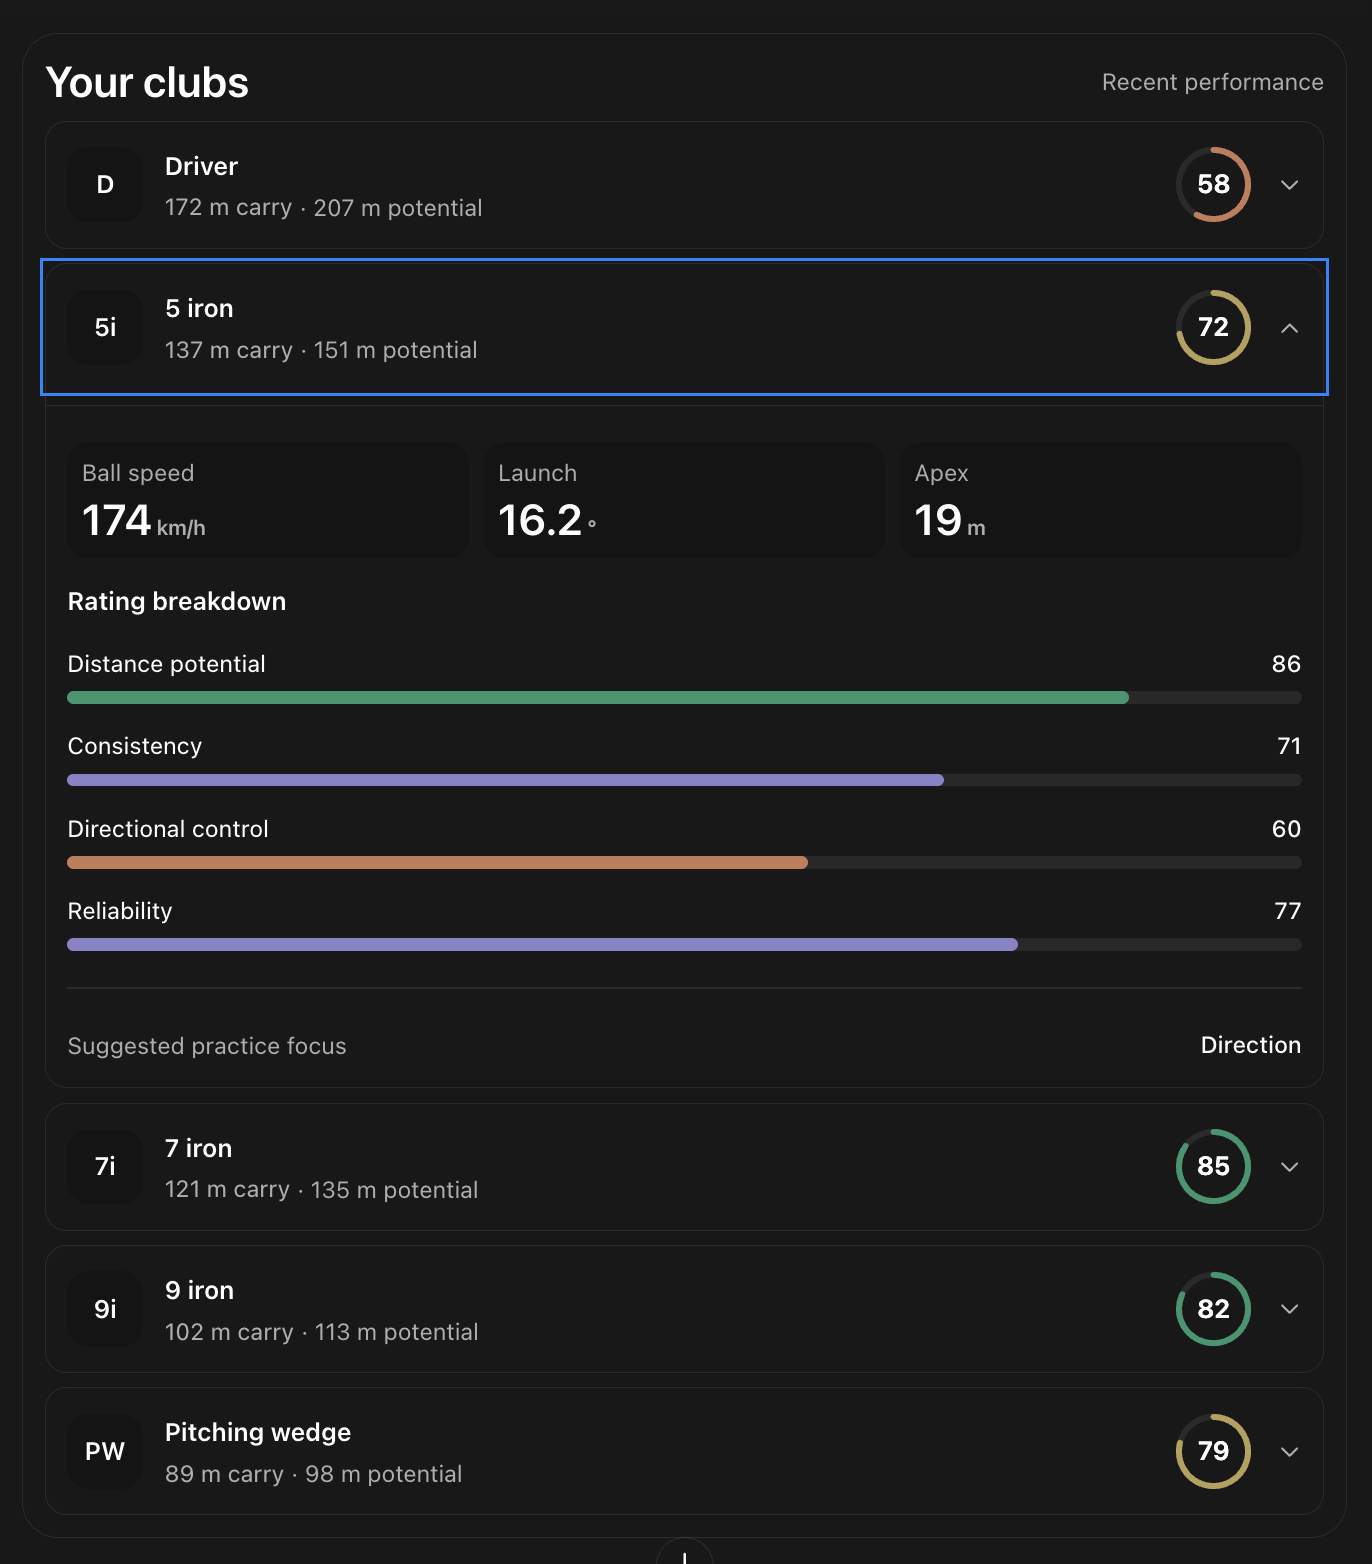 Your clubs
Recent performance
D
Driver
172 m carry · 207 m potential
58
5i
5 iron
137 m carry · 151 m potential
72
Ball speed
174 km/h
Launch
16.2 °
Apex
19 m
Rating breakdown
Distance potential
86
Consistency
71
Directional control
60
Reliability
77
Suggested practice focus
Direction
7i
7 iron
121 m carry · 135 m potential
85
9i
9 iron
102 m carry · 113 m potential
82
PW
Pitching wedge
89 m carry · 98 m potential
79